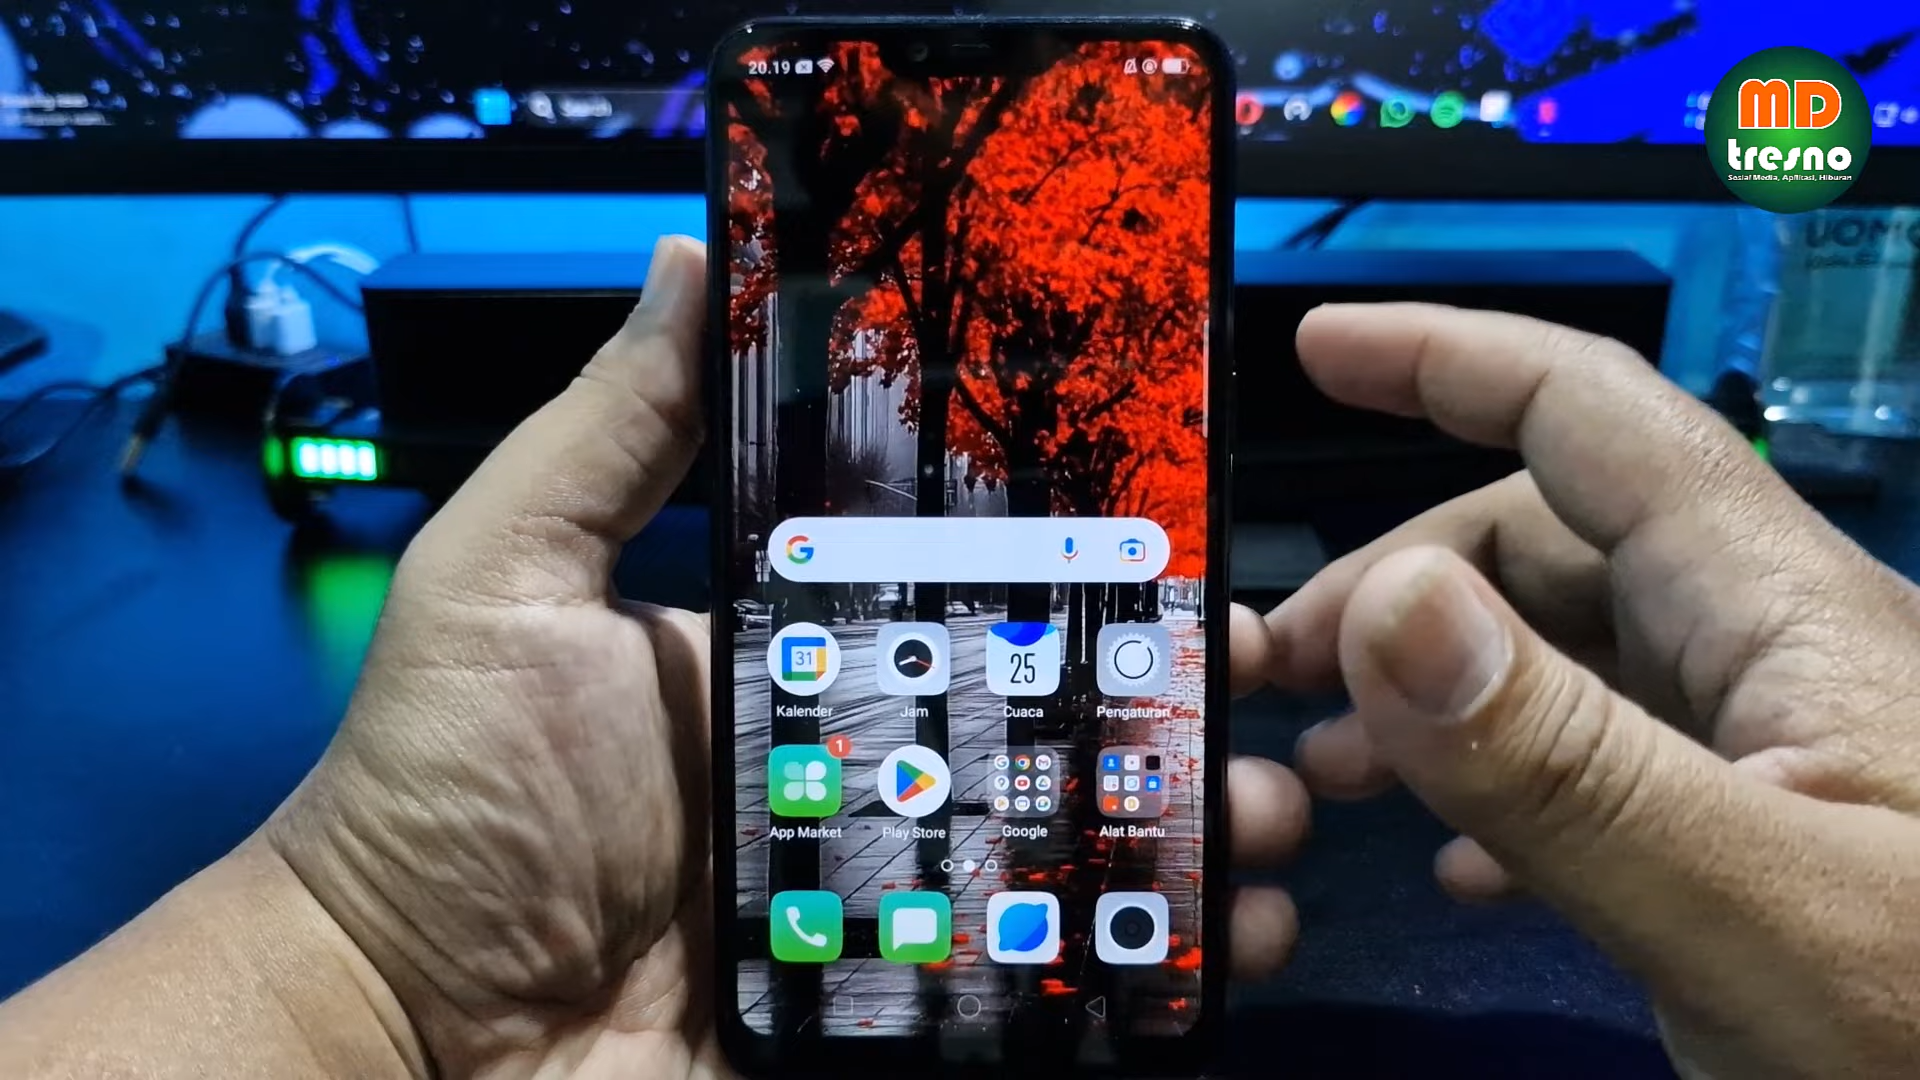 20.19
Search
MD
tresno
Sosial Media, Aplikasi, Hiburan
31
25
Kalender
Jam
Cuaca
Pengaturan
1
App Market
Play Store
Google
Alat Bantu